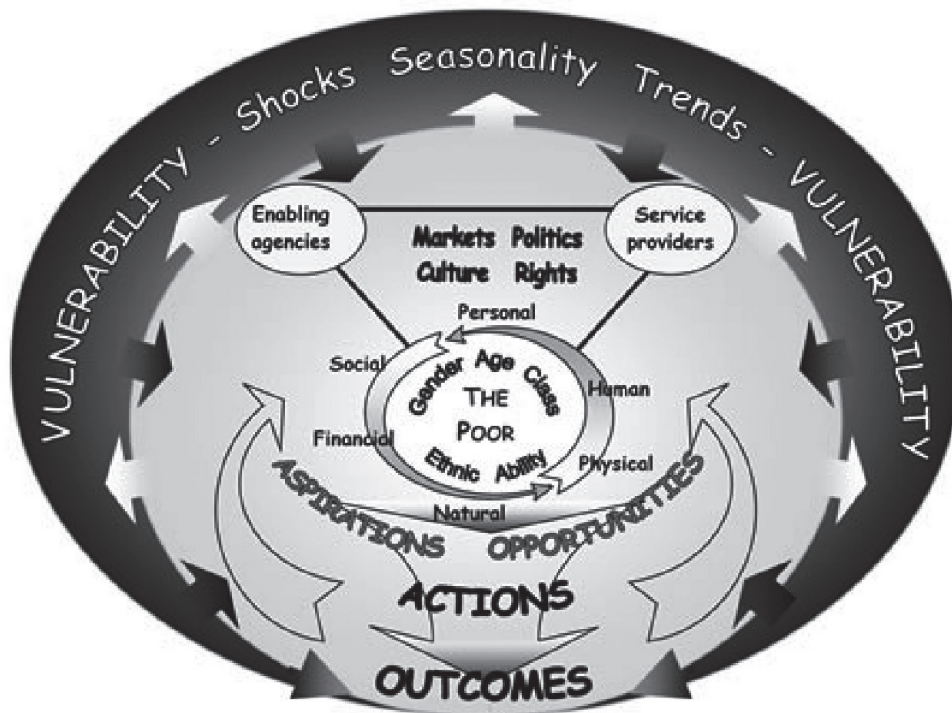 VULNERABILITY - Shocks Seasonality Trends - VULNERABILITY
Enabling
agencies
Service
providers
Markets Politics
Culture Rights
Personal
Social
Human
Financial
Physical
Natural
Gender Age Class
THE
POOR
Ethnic Ability
ASPIRATIONS OPPORTUNITIES
ACTIONS
OUTCOMES